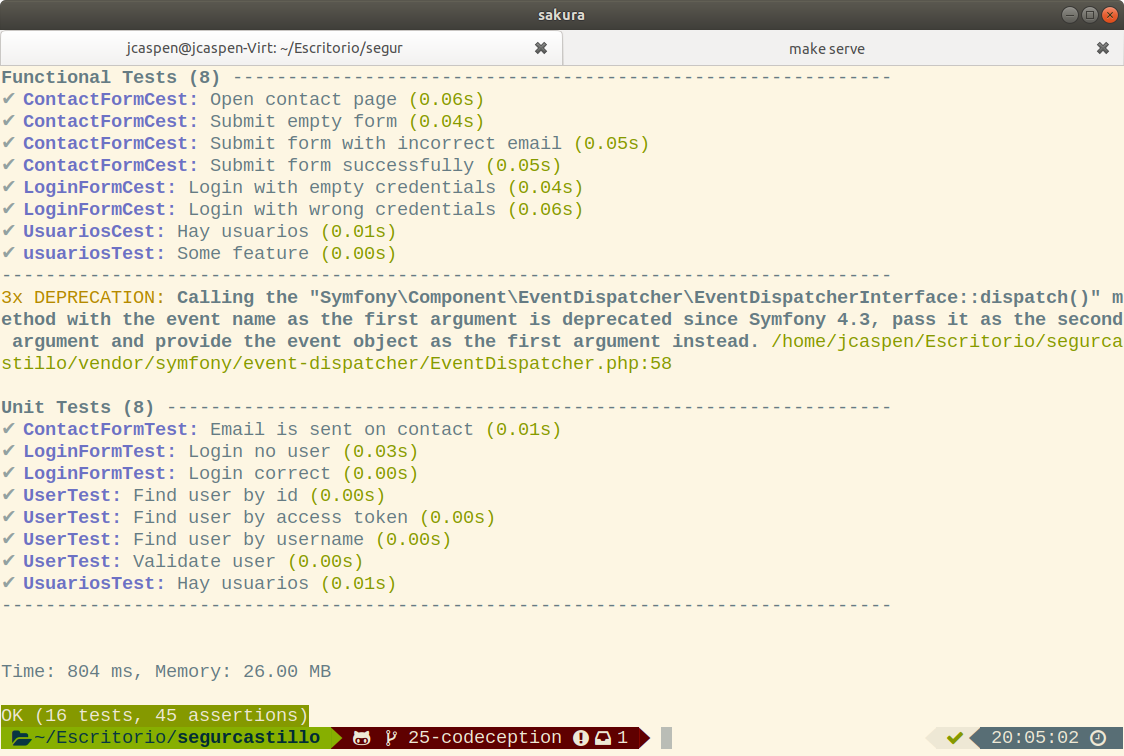 sakura
jcaspen@jcaspen-Virt: ~/Escritorio/segur
make serve
Functional Tests (8) ------------------------------------------------------------
✔ ContactFormCest: Open contact page (0.06s)
✔ ContactFormCest: Submit empty form (0.04s)
✔ ContactFormCest: Submit form with incorrect email (0.05s)
✔ ContactFormCest: Submit form successfully (0.05s)
✔ LoginFormCest: Login with empty credentials (0.04s)
✔ LoginFormCest: Login with wrong credentials (0.06s)
✔ UsuariosCest: Hay usuarios (0.01s)
✔ usuariosTest: Some feature (0.00s)
---------------------------------------------------------------------------------
3x DEPRECATION: Calling the "Symfony\Component\EventDispatcher\EventDispatcherInterface::dispatch()" m
ethod with the event name as the first argument is deprecated since Symfony 4.3, pass it as the second
 argument and provide the event object as the first argument instead. /home/jcaspen/Escritorio/segurca
stillo/vendor/symfony/event-dispatcher/EventDispatcher.php:58
Unit Tests (8) ------------------------------------------------------------------
✔ ContactFormTest: Email is sent on contact (0.01s)
✔ LoginFormTest: Login no user (0.03s)
✔ LoginFormTest: Login correct (0.00s)
✔ UserTest: Find user by id (0.00s)
✔ UserTest: Find user by access token (0.00s)
✔ UserTest: Find user by username (0.00s)
✔ UserTest: Validate user (0.00s)
✔ UsuariosTest: Hay usuarios (0.01s)
---------------------------------------------------------------------------------
Time: 804 ms, Memory: 26.00 MB
OK (16 tests, 45 assertions)
~/Escritorio/segurcastillo 25-codeception 1 ✔ 20:05:02